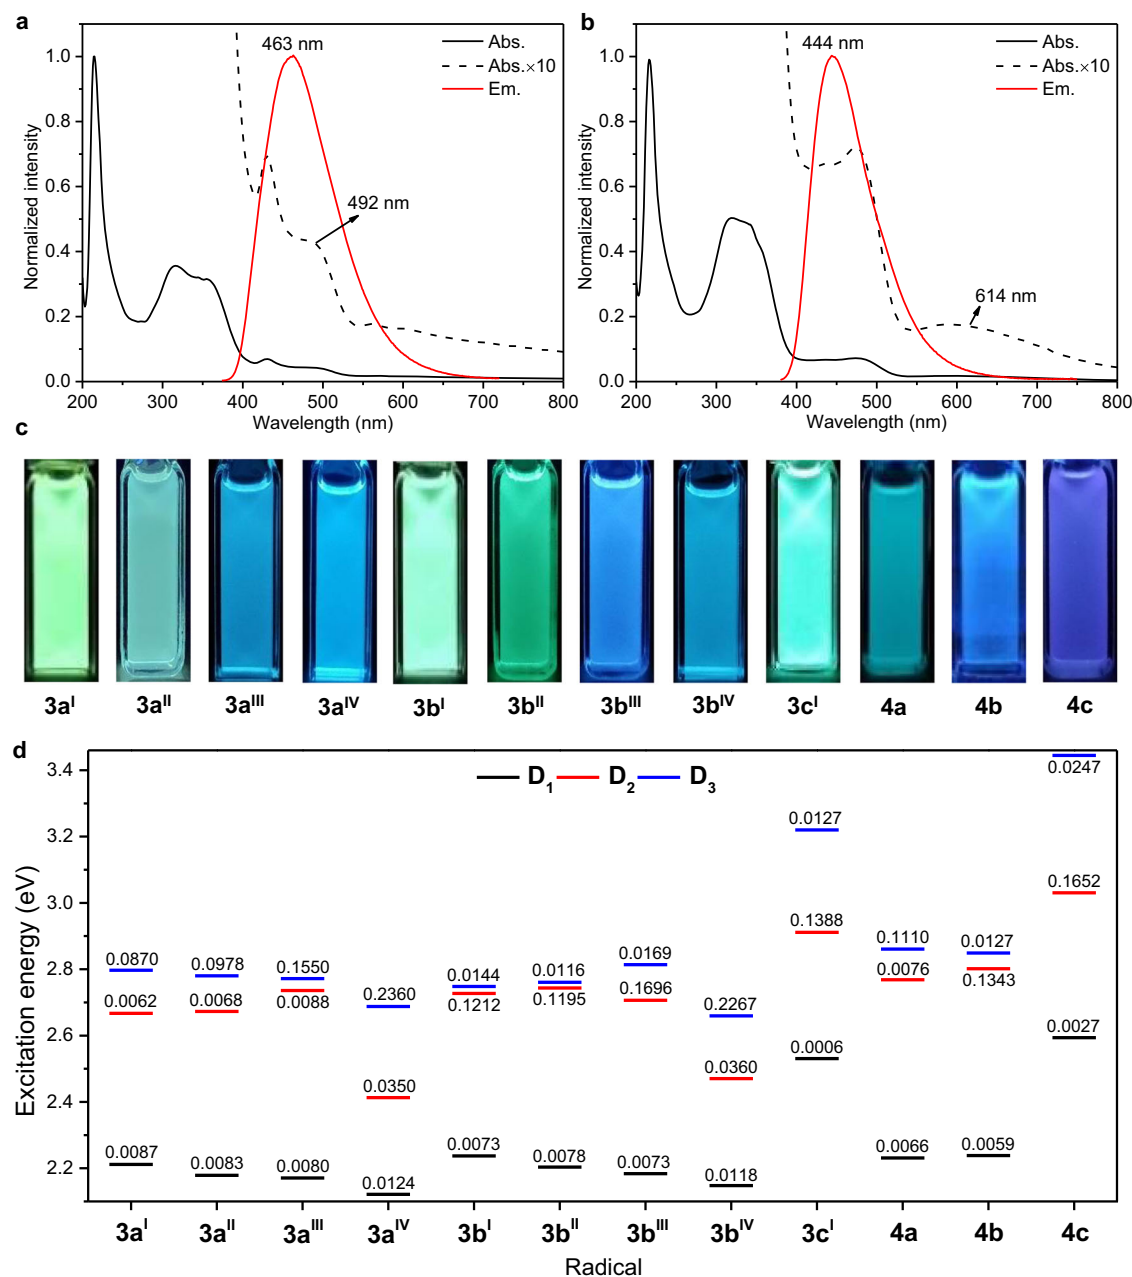 a
463 nm
Abs.
Abs.×10
Em.
492 nm
Normalized intensity
1.0
0.8
0.6
0.4
0.2
0.0
200 300 400 500 600 700 800
Wavelength (nm)
b
444 nm
Abs.
Abs.×10
Em.
614 nm
Normalized intensity
1.0
0.8
0.6
0.4
0.2
0.0
200 300 400 500 600 700 800
Wavelength (nm)
c
3aᴵ 3aᴵᴵ 3aᴵᴵᴵ 3aᴵⱽ 3bᴵ 3bᴵᴵ 3bᴵᴵᴵ 3bᴵⱽ 3cᴵ 4a 4b 4c
d
D₁ D₂ D₃
Excitation energy (eV)
3.4
3.2
3.0
2.8
2.6
2.4
2.2
0.0870
0.0062
0.0087
0.0978
0.0068
0.0083
0.1550
0.0088
0.0080
0.2360
0.0350
0.0124
0.0144
0.1212
0.0073
0.0116
0.1195
0.0078
0.0169
0.1696
0.0073
0.2267
0.0360
0.0118
0.0127
0.1388
0.0006
0.1110
0.0076
0.0066
0.0127
0.1343
0.0059
0.0247
0.1652
0.0027
3aᴵ 3aᴵᴵ 3aᴵᴵᴵ 3aᴵⱽ 3bᴵ 3bᴵᴵ 3bᴵᴵᴵ 3bᴵⱽ 3cᴵ 4a 4b 4c
Radical